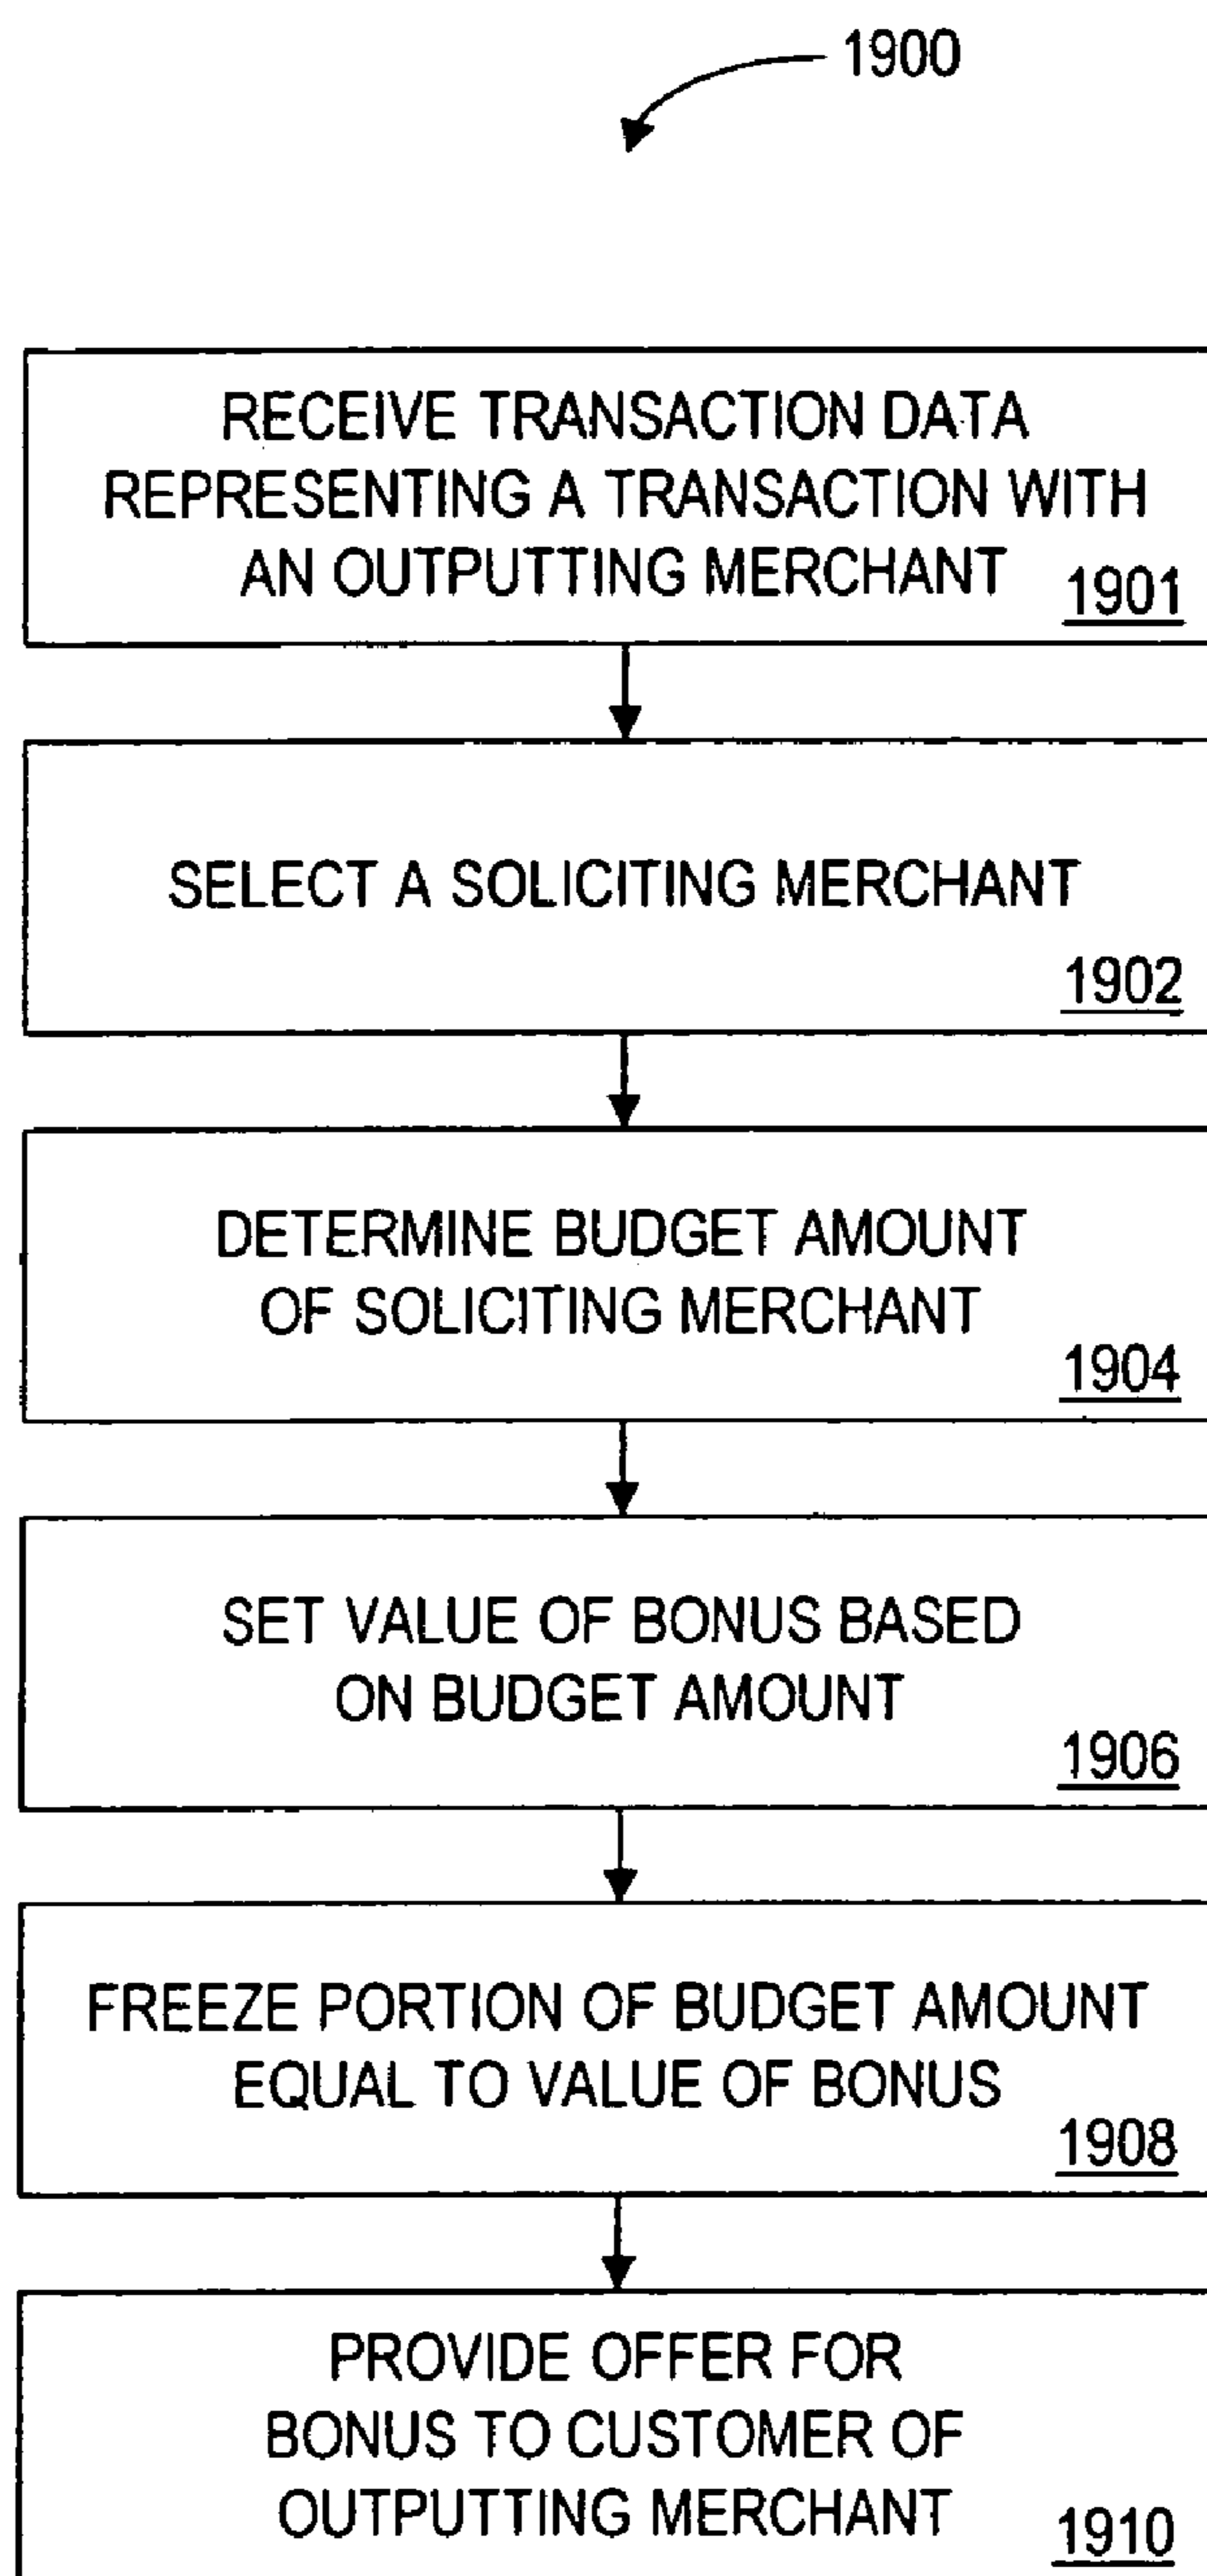 1900
RECEIVE TRANSACTION DATA
REPRESENTING A TRANSACTION WITH
AN OUTPUTTING MERCHANT
1901
SELECT A SOLICITING MERCHANT
1902
DETERMINE BUDGET AMOUNT
OF SOLICITING MERCHANT
1904
SET VALUE OF BONUS BASED
ON BUDGET AMOUNT
1906
FREEZE PORTION OF BUDGET AMOUNT
EQUAL TO VALUE OF BONUS
1908
PROVIDE OFFER FOR
BONUS TO CUSTOMER OF
OUTPUTTING MERCHANT
1910